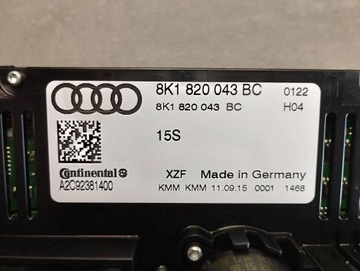 8K1 820 043 BC 0122
8K1 820 043 BC H04
15S
Continental XZF Made in Germany
A2C92381400 KMM KMM 11.09.15 0001 1468